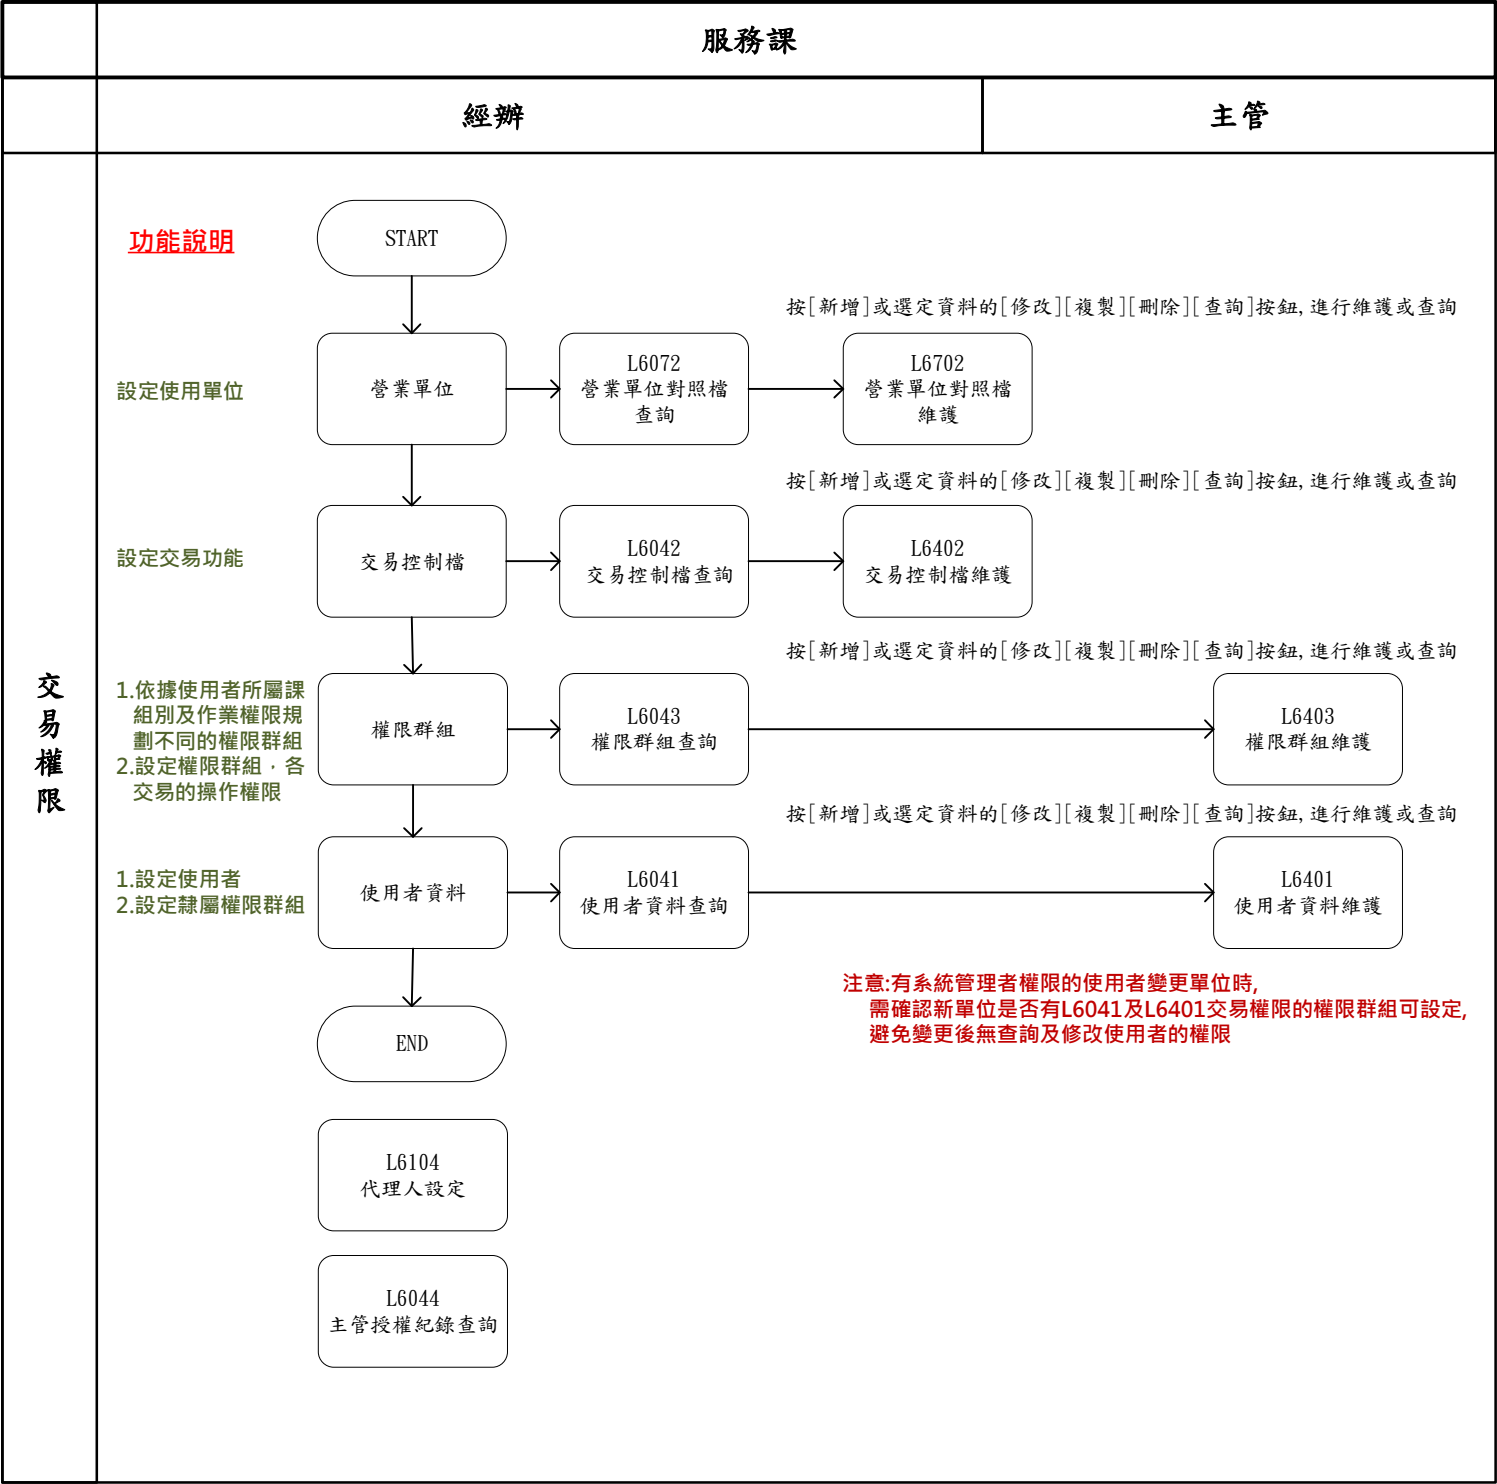 服務課
經辦
主管
交易權限
功能說明
START
按[新增]或選定資料的[修改][複製][刪除][查詢]按鈕,進行維護或查詢
設定使用單位
營業單位
L6072
營業單位對照檔
查詢
L6702
營業單位對照檔
維護
按[新增]或選定資料的[修改][複製][刪除][查詢]按鈕,進行維護或查詢
設定交易功能
交易控制檔
L6042
交易控制檔查詢
L6402
交易控制檔維護
按[新增]或選定資料的[修改][複製][刪除][查詢]按鈕,進行維護或查詢
1.依據使用者所屬課
組別及作業權限規
劃不同的權限群組
2.設定權限群組，各
交易的操作權限
權限群組
L6043
權限群組查詢
L6403
權限群組維護
按[新增]或選定資料的[修改][複製][刪除][查詢]按鈕,進行維護或查詢
1.設定使用者
2.設定隸屬權限群組
使用者資料
L6041
使用者資料查詢
L6401
使用者資料維護
注意:有系統管理者權限的使用者變更單位時,
需確認新單位是否有L6041及L6401交易權限的權限群組可設定,
避免變更後無查詢及修改使用者的權限
END
L6104
代理人設定
L6044
主管授權紀錄查詢